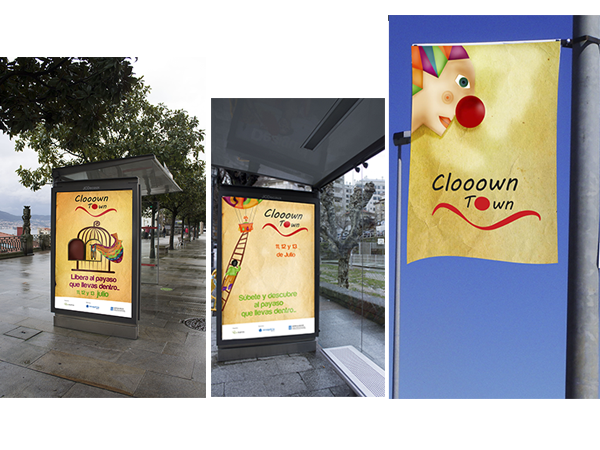 Clooown
Town
Libera al payaso
que llevas dentro..
11, 12 y 13 julio
Clooown
Town
11, 12 y 13
de Julio
Súbete y descubre
al payaso
que llevas dentro..
Clooown
Town